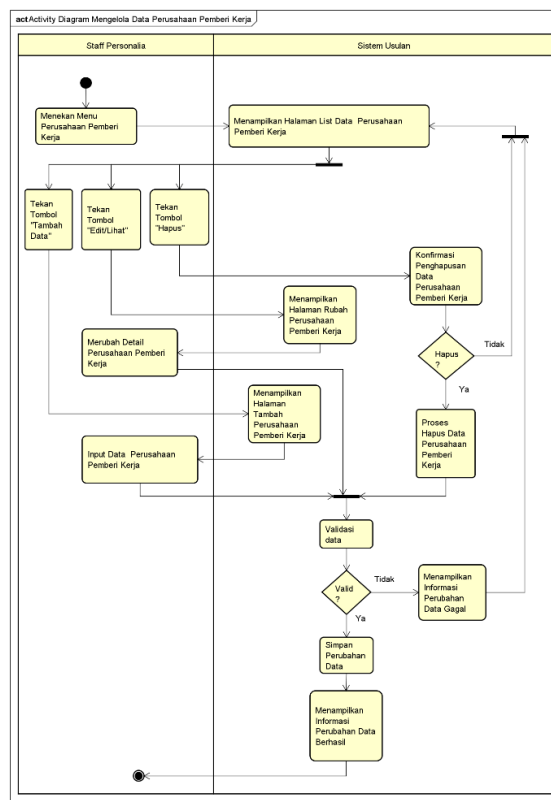 act Activity Diagram Mengelola Data Perusahaan Pemberi Kerja
Staff Personalia
Sistem Usulan
Menekan Menu
Perusahaan Pemberi
Kerja
Menampilkan Halaman List Data Perusahaan
Pemberi Kerja
Tekan
Tombol
"Tambah
Data"
Tekan
Tombol
"Edit/Lihat"
Tekan
Tombol
"Hapus"
Konfirmasi
Penghapusan
Data
Perusahaan
Pemberi Kerja
Menampilkan
Halaman Rubah
Perusahaan
Pemberi Kerja
Merubah Detail
Perusahaan Pemberi
Kerja
Hapus
?
Tidak
Ya
Menampilkan
Halaman
Tambah
Perusahaan
Pemberi Kerja
Proses
Hapus Data
Perusahaan
Pemberi
Kerja
Input Data Perusahaan
Pemberi Kerja
Validasi
data
Valid
?
Tidak
Ya
Menampilkan
Informasi
Perubahan
Data Gagal
Simpan
Perubahan
Data
Menampilkan
Informasi
Perubahan Data
Berhasil